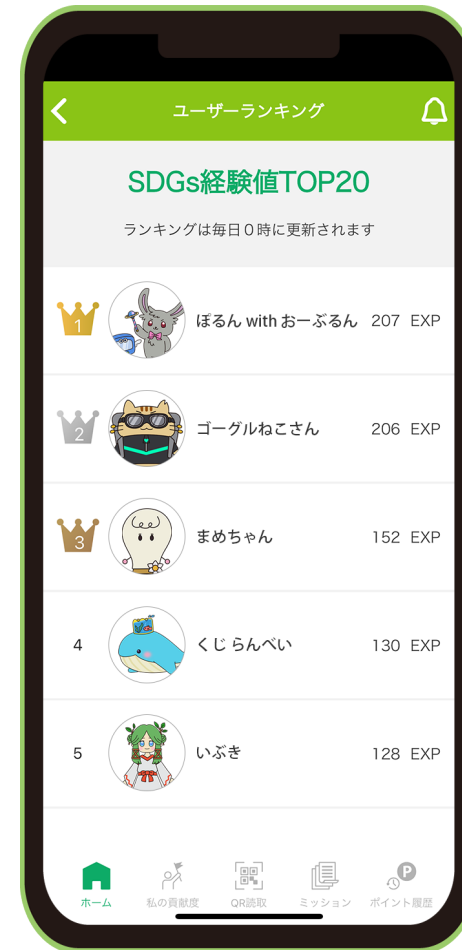 ユーザーランキング
SDGs経験値TOP20
ランキングは毎日0時に更新されます
1 ぽるん with おーぶるん 207 EXP
2 ゴーグルねこさん 206 EXP
3 まめちゃん 152 EXP
4 くじ らんぺい 130 EXP
5 いぶき 128 EXP
ホーム 私の貢献度 QR読取 ミッション P ポイント履歴